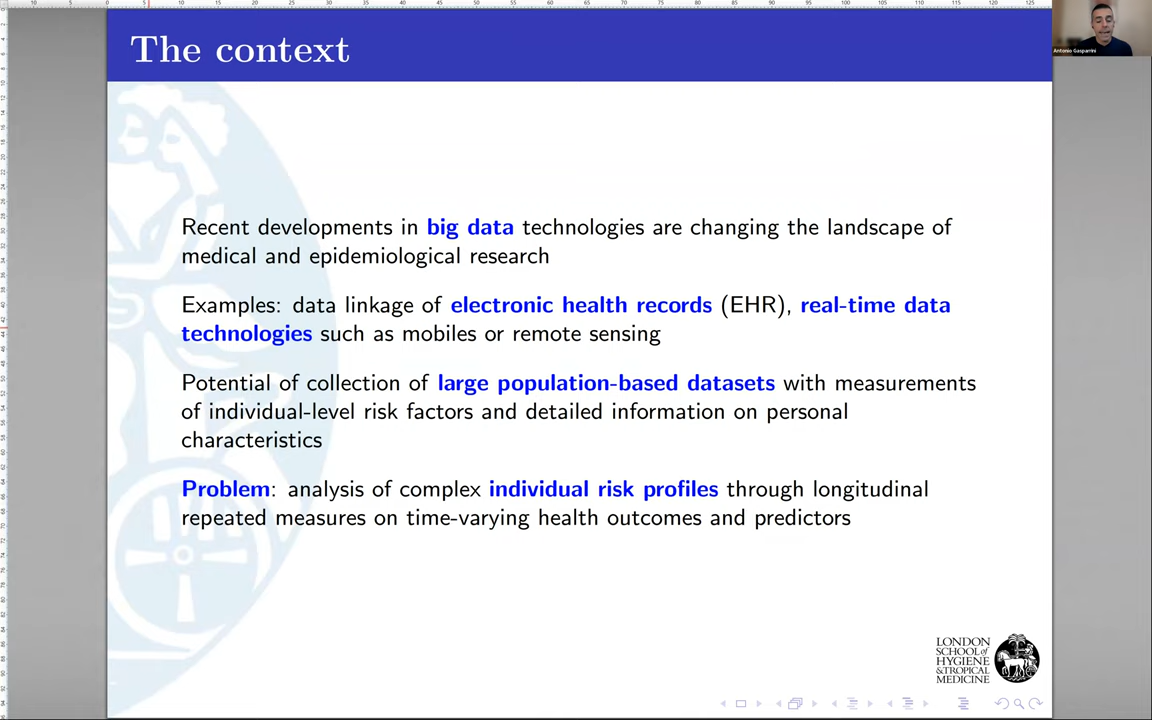 The context
Antonio Gasparrini
Recent developments in big data technologies are changing the landscape of
medical and epidemiological research
Examples: data linkage of electronic health records (EHR), real-time data
technologies such as mobiles or remote sensing
Potential of collection of large population-based datasets with measurements
of individual-level risk factors and detailed information on personal
characteristics
Problem: analysis of complex individual risk profiles through longitudinal
repeated measures on time-varying health outcomes and predictors
LONDON
SCHOOL of
HYGIENE
& TROPICAL
MEDICINE